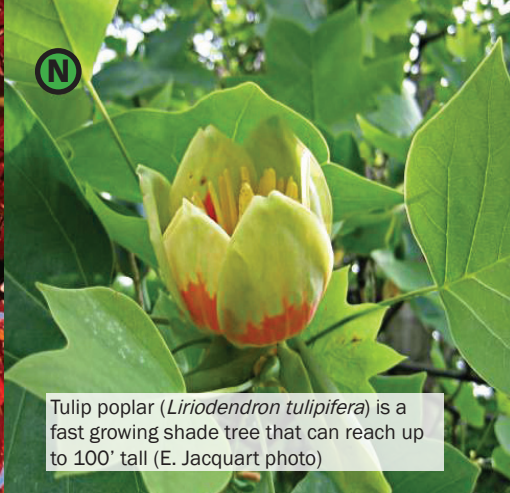 N
Tulip poplar (Liriodendron tulipifera) is a
fast growing shade tree that can reach up
to 100’ tall (E. Jacquart photo)